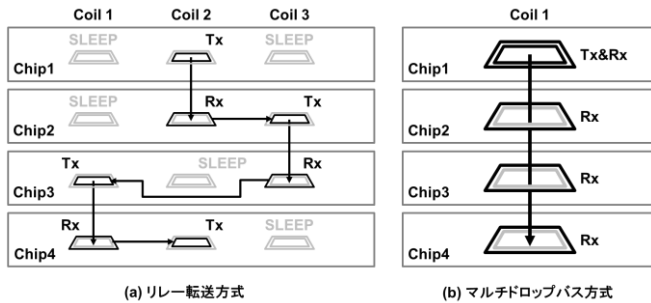 Coil 1 Coil 2 Coil 3 Coil 1
SLEEP Tx SLEEP
Chip1
SLEEP Rx Tx
Chip2
Tx SLEEP Rx
Chip3
Rx Tx SLEEP
Chip4
(a) リレー転送方式
Tx&Rx
Chip1
Rx
Chip2
Rx
Chip3
Rx
Chip4
(b) マルチドロップバス方式